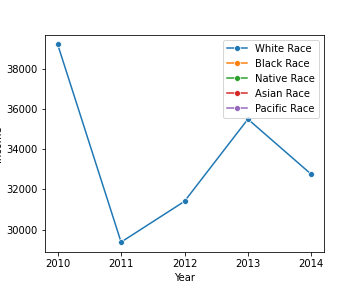 White Race
Black Race
Native Race
Asian Race
Pacific Race
38000
36000
34000
32000
30000
2010 2011 2012 2013 2014
Year